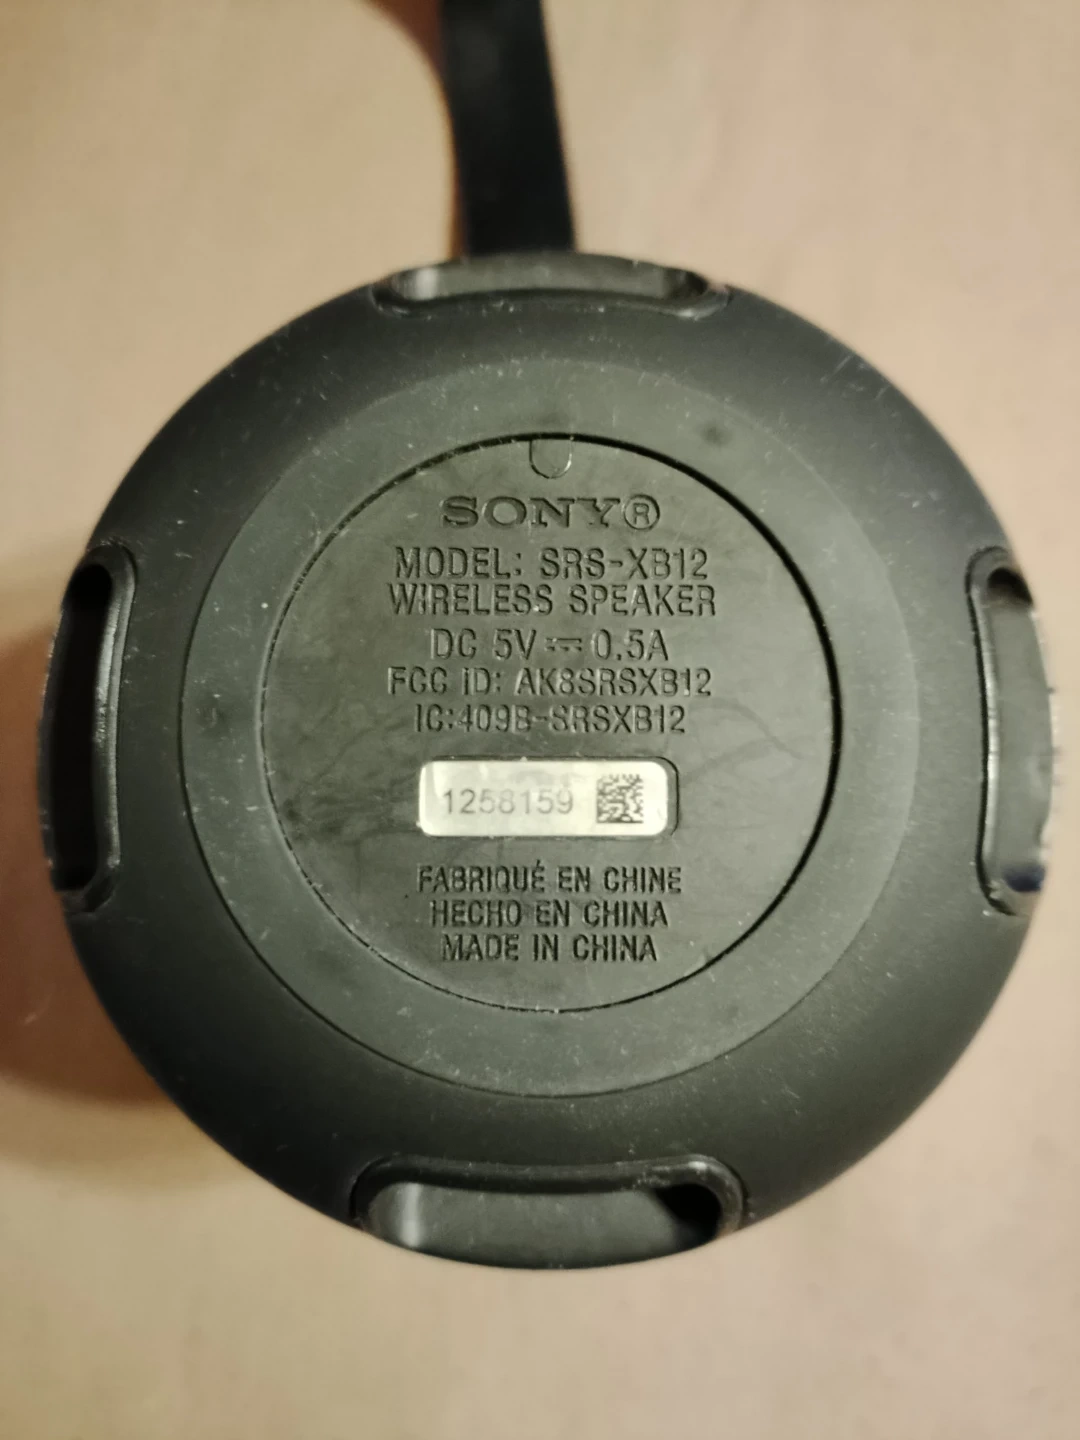 SONY®
MODEL: SRS-XB12
WIRELESS SPEAKER
DC 5V ⎓ 0.5A
FCC ID: AK8SRSXB12
IC:409B-SRSXB12
1258159
FABRIQUÉ EN CHINE
HECHO EN CHINA
MADE IN CHINA